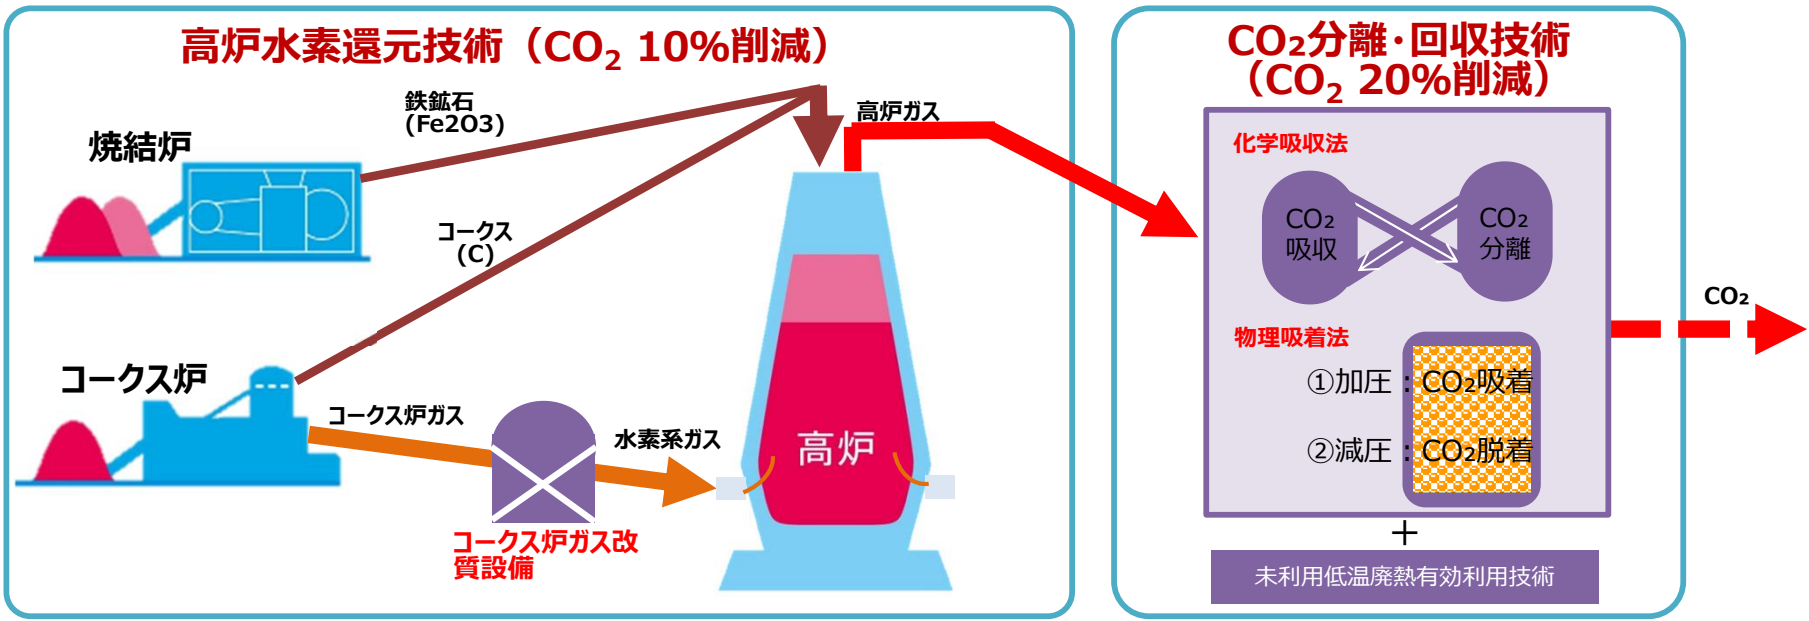 高炉水素還元技術（CO₂ 10%削減）
鉄鉱石
(Fe2O3)
高炉ガス
焼結炉
コークス
(C)
コークス炉
コークス炉ガス
水素系ガス
高炉
コークス炉ガス改
質設備
CO₂分離･回収技術
（CO₂ 20%削減）
化学吸収法
CO₂
吸収
CO₂
分離
物理吸着法
①加圧：CO₂吸着
②減圧：CO₂脱着
＋
未利用低温廃熱有効利用技術
CO₂